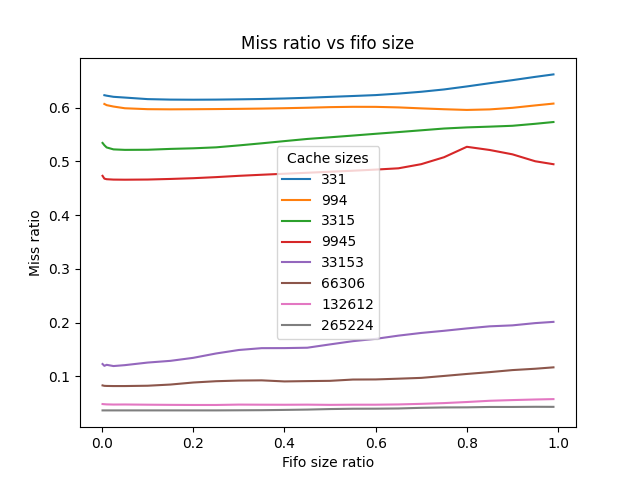 Miss ratio vs fifo size
Miss ratio
0.6
0.5
0.4
0.3
0.2
0.1
Cache sizes
331
994
3315
9945
33153
66306
132612
265224
0.0 0.2 0.4 0.6 0.8 1.0
Fifo size ratio